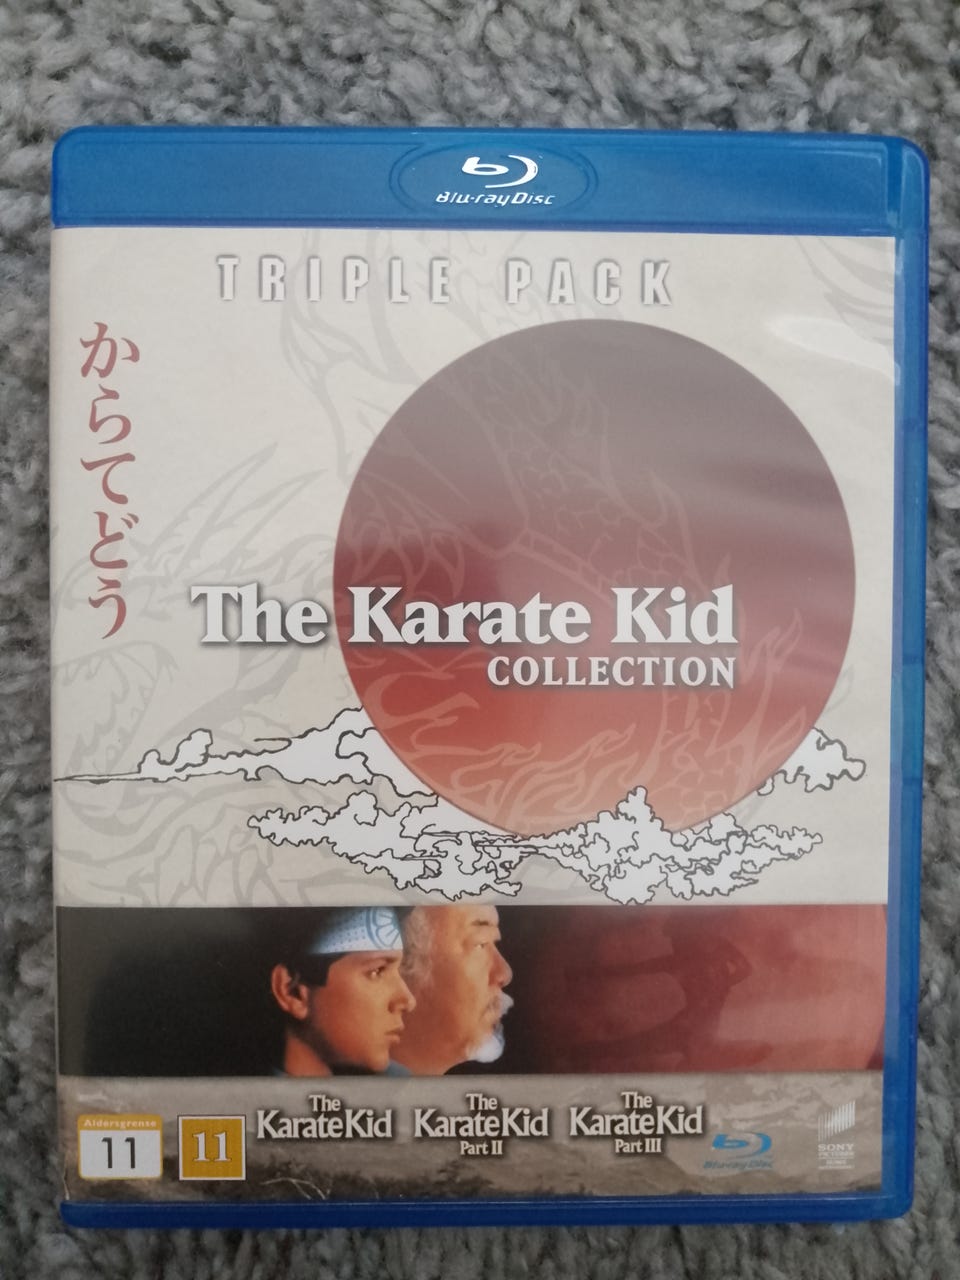 Blu-ray Disc
TRIPLE PACK
からてどう
The Karate Kid
COLLECTION
Aldersgrense
11
11
The
Karate Kid
The
Karate Kid
Part II
The
Karate Kid
Part III
Blu-ray Disc
SONY
PICTURES